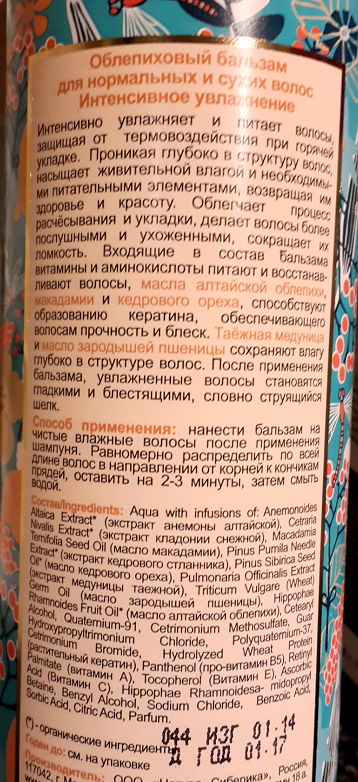 Облепиховый бальзам
для нормальных и сухих волос
Интенсивное увлажнение
Интенсивно увлажняет и питает волосы,
защищая от термовоздействия при горячей
укладке. Проникая глубоко в структуру волос,
насыщает живительной влагой и необходимы-
ми питательными элементами, возвращая им
здоровье и красоту. Облегчает процесс
расчёсывания и укладки, делает волосы более
послушными и ухоженными, сокращает их
ломкость. Входящие в состав Бальзама
витамины и аминокислоты питают и восстанав-
ливают волосы, масла алтайской облепихи,
макадамии и кедрового ореха, способствуют
образованию кератина, обеспечивающего
волосам прочность и блеск. Таёжная медуница
и масло зародышей пшеницы сохраняют влагу
глубоко в структуре волос. После применения
бальзама, увлажненные волосы становятся
гладкими и блестящими, словно струящийся
шелк.
Способ применения: нанести бальзам на
чистые влажные волосы после применения
шампуня. Равномерно распределить по всей
длине волос в направлении от корней к кончикам
прядей, оставить на 2-3 минуты, затем смыть
водой.
Состав/Ingredients: Aqua with infusions of: Anemonoides
Altaica Extract* (экстракт анемоны алтайской), Cetraria
Nivalis Extract* (экстракт кладонии снежной), Macadamia
Ternifolia Seed Oil (масло макадамии), Pinus Pumila Needle
Extract* (экстракт кедрового стланника), Pinus Sibirica Seed
Oil* (масло кедрового ореха), Pulmonaria Officinalis Extract
(экстракт медуницы таежной), Triticum Vulgare (Wheat)
Germ Oil (масло зародышей пшеницы), Hippophae
Rhamnoides Fruit Oil* (масло алтайской облепихи), Cetearyl
Alcohol, Quaternium-91, Cetrimonium Methosulfate, Guar
Hydroxypropyltrimonium Chloride, Polyquaternium-37,
Cetrimonium Bromide, Hydrolyzed Wheat Protein
(растительный кератин), Panthenol (про-витамин B5), Retinyl
Palmitate (витамин A), Tocopherol (Витамин E), Ascorbic
Acid (Витамин C), Hippophae Rhamnoidesa- midopropyl
Betaine, Benzyl Alcohol, Sodium Chloride, Benzoic Acid,
Sorbic Acid, Citric Acid, Parfum.
(*)- органические ингредиенты
044 ИЗГ 01.14
Д ГОД 01.17
Годен до: см. на упаковке
Производитель: ООО Россия,
117042, г.